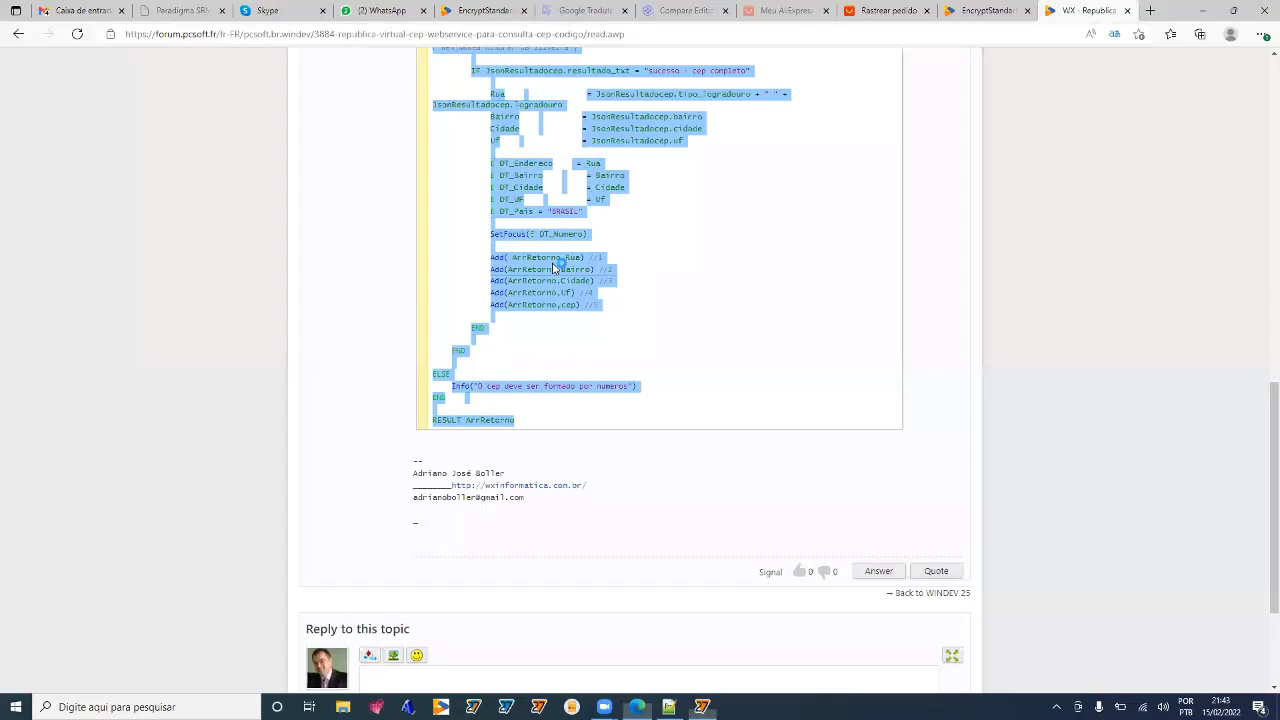 Caixa de entrad
Paradigma SRS -
Skype
(2) WhatsApp
EncryptStandard
Google Tradutor
Compare Edition
Meu AliExpress
Rastrear pedido
EncryptStandard
WX - Republica
https://forum.pcsoft.fr/fr-FR/pcsoft.br.windev/3884-republica-virtual-cep-webservice-para-consulta-cep-codigo/read.awp
IF JsonResultadocep.resultado_txt = "sucesso - cep completo"
Rua = JsonResultadocep.tipo_logradouro + " " +
JsonResultadocep.logradouro
Bairro = JsonResultadocep.bairro
Cidade = JsonResultadocep.cidade
Uf = JsonResultadocep.uf
E DT_Endereco = Rua
E DT_Bairro = Bairro
E DT_Cidade = Cidade
E DT_UF = Uf
E DT_Pais = "BRASIL"
SetFocus(E DT_Numero)
Add( ArrRetorno,Rua) //1
Add(ArrRetorno,Bairro) //2
Add(ArrRetorno,Cidade) //3
Add(ArrRetorno,Uf) //4
Add(ArrRetorno,cep) //5
END
END
ELSE
Info("O cep deve ser formado por numeros")
END
RESULT ArrRetorno
--
Adriano José Boller
________http://wxinformatica.com.br/
adrianoboller@gmail.com
_
Signal 0 0 Answer Quote
→ Back to WINDEV 25
Reply to this topic
Digite aqui para pesquisar
POR
PTB
21:43
15/02/2022